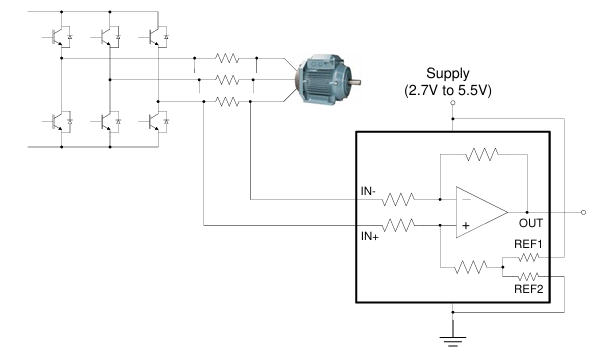 Supply
(2.7V to 5.5V)
IN-
IN+
−
+
OUT
REF1
REF2